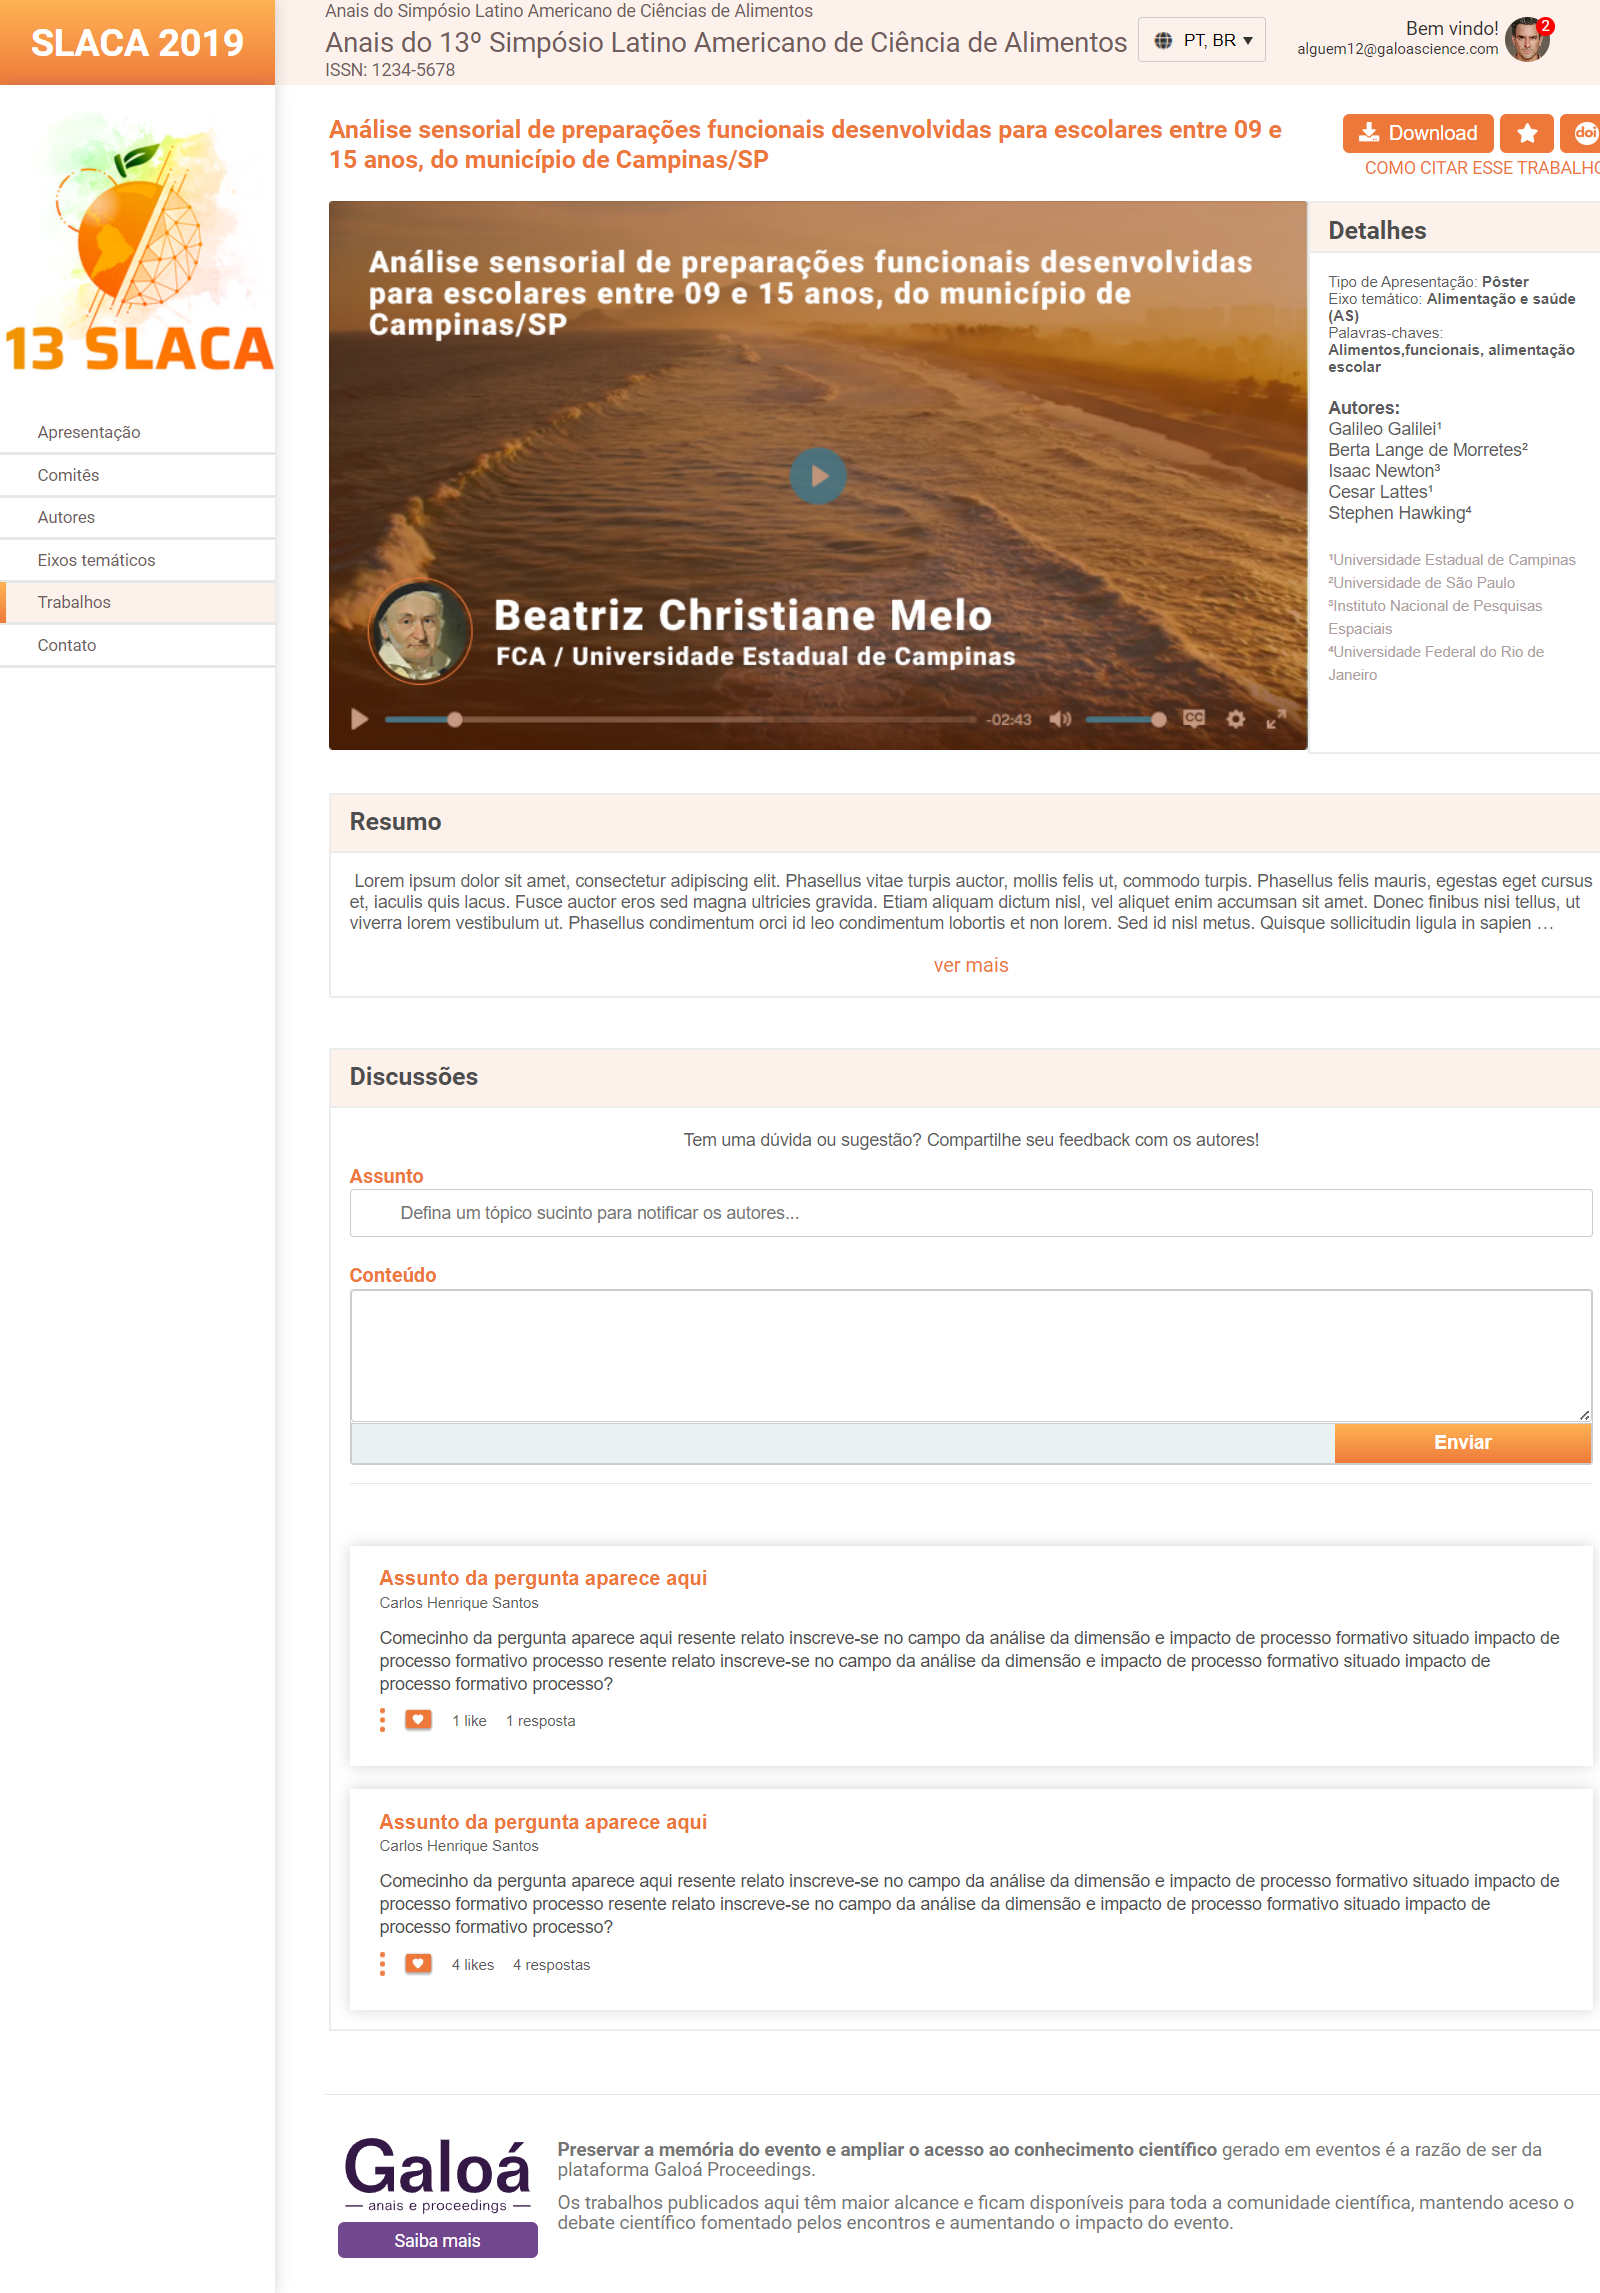 SLACA 2019
Anais do Simpósio Latino Americano de Ciências de Alimentos
Anais do 13º Simpósio Latino Americano de Ciência de Alimentos
ISSN: 1234-5678
PT, BR
Bem vindo!
alguem12@galoascience.com
2
13 SLACA
Apresentação
Comitês
Autores
Eixos temáticos
Trabalhos
Contato
Análise sensorial de preparações funcionais desenvolvidas para escolares entre 09 e
15 anos, do município de Campinas/SP
Download
doi
COMO CITAR ESSE TRABALHO
Análise sensorial de preparações funcionais desenvolvidas
para escolares entre 09 e 15 anos, do município de
Campinas/SP
Beatriz Christiane Melo
FCA / Universidade Estadual de Campinas
-02:43
CC
Detalhes
Tipo de Apresentação: Pôster
Eixo temático: Alimentação e saúde
(AS)
Palavras-chaves:
Alimentos,funcionais, alimentação
escolar
Autores:
Galileo Galilei¹
Berta Lange de Morretes²
Isaac Newton³
Cesar Lattes¹
Stephen Hawking⁴
¹Universidade Estadual de Campinas
²Universidade de São Paulo
³Instituto Nacional de Pesquisas
Espaciais
⁴Universidade Federal do Rio de
Janeiro
Resumo
Lorem ipsum dolor sit amet, consectetur adipiscing elit. Phasellus vitae turpis auctor, mollis felis ut, commodo turpis. Phasellus felis mauris, egestas eget cursus
et, iaculis quis lacus. Fusce auctor eros sed magna ultricies gravida. Etiam aliquam dictum nisl, vel aliquet enim accumsan sit amet. Donec finibus nisi tellus, ut
viverra lorem vestibulum ut. Phasellus condimentum orci id leo condimentum lobortis et non lorem. Sed id nisl metus. Quisque sollicitudin ligula in sapien …
ver mais
Discussões
Tem uma dúvida ou sugestão? Compartilhe seu feedback com os autores!
Assunto
Defina um tópico sucinto para notificar os autores...
Conteúdo
Enviar
Assunto da pergunta aparece aqui
Carlos Henrique Santos
Comecinho da pergunta aparece aqui resente relato inscreve-se no campo da análise da dimensão e impacto de processo formativo situado impacto de
processo formativo processo resente relato inscreve-se no campo da análise da dimensão e impacto de processo formativo situado impacto de
processo formativo processo?
1 like 1 resposta
Assunto da pergunta aparece aqui
Carlos Henrique Santos
Comecinho da pergunta aparece aqui resente relato inscreve-se no campo da análise da dimensão e impacto de processo formativo situado impacto de
processo formativo processo resente relato inscreve-se no campo da análise da dimensão e impacto de processo formativo situado impacto de
processo formativo processo?
4 likes 4 respostas
Galoá
anais e proceedings
Saiba mais
Preservar a memória do evento e ampliar o acesso ao conhecimento científico gerado em eventos é a razão de ser da
plataforma Galoá Proceedings.
Os trabalhos publicados aqui têm maior alcance e ficam disponíveis para toda a comunidade científica, mantendo aceso o
debate científico fomentado pelos encontros e aumentando o impacto do evento.